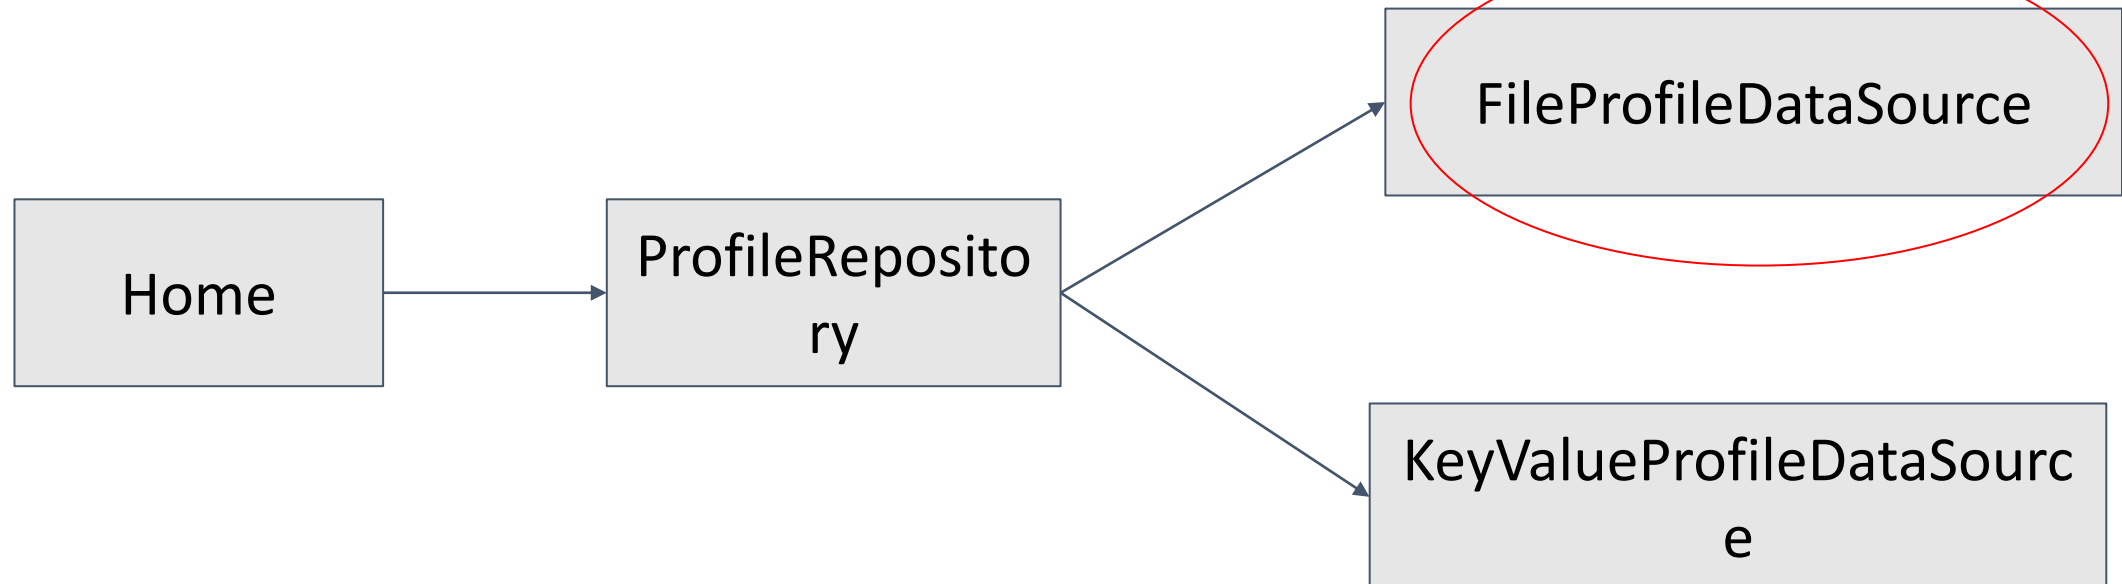 FileProfileDataSource
Home
ProfileReposito
ry
KeyValueProfileDataSourc
e